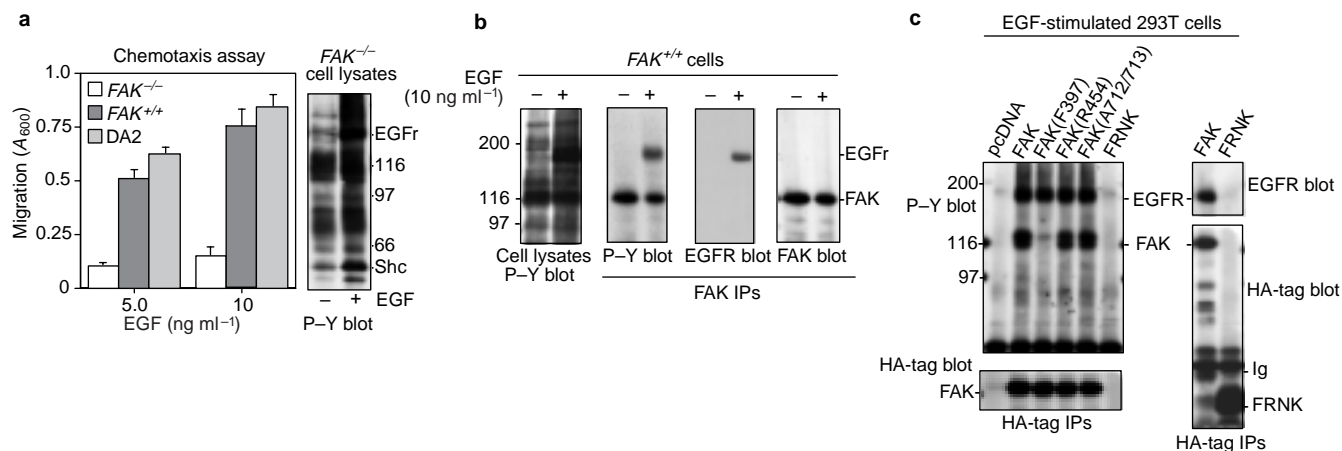 a
Chemotaxis assay
Migration (A600)
1.0
0.75
0.5
0.25
0
FAK–/–
FAK+/+
DA2
5.0
10
EGF (ng ml–1)
FAK–/–
cell lysates
EGFr
116
97
66
Shc
– + EGF
P–Y blot
b
FAK+/+ cells
EGF
(10 ng ml–1)
– + – + – + – +
200
116
97
EGFr
FAK
Cell lysates
P–Y blot
P–Y blot
EGFR blot
FAK blot
FAK IPs
c
EGF-stimulated 293T cells
pcDNA
FAK
FAK(F397)
FAK(R454)
FAK(A712/713)
FRNK
200
P–Y blot
116
97
EGFR
FAK
HA-tag blot
FAK
HA-tag IPs
FAK
FRNK
EGFR blot
HA-tag blot
Ig
FRNK
HA-tag IPs